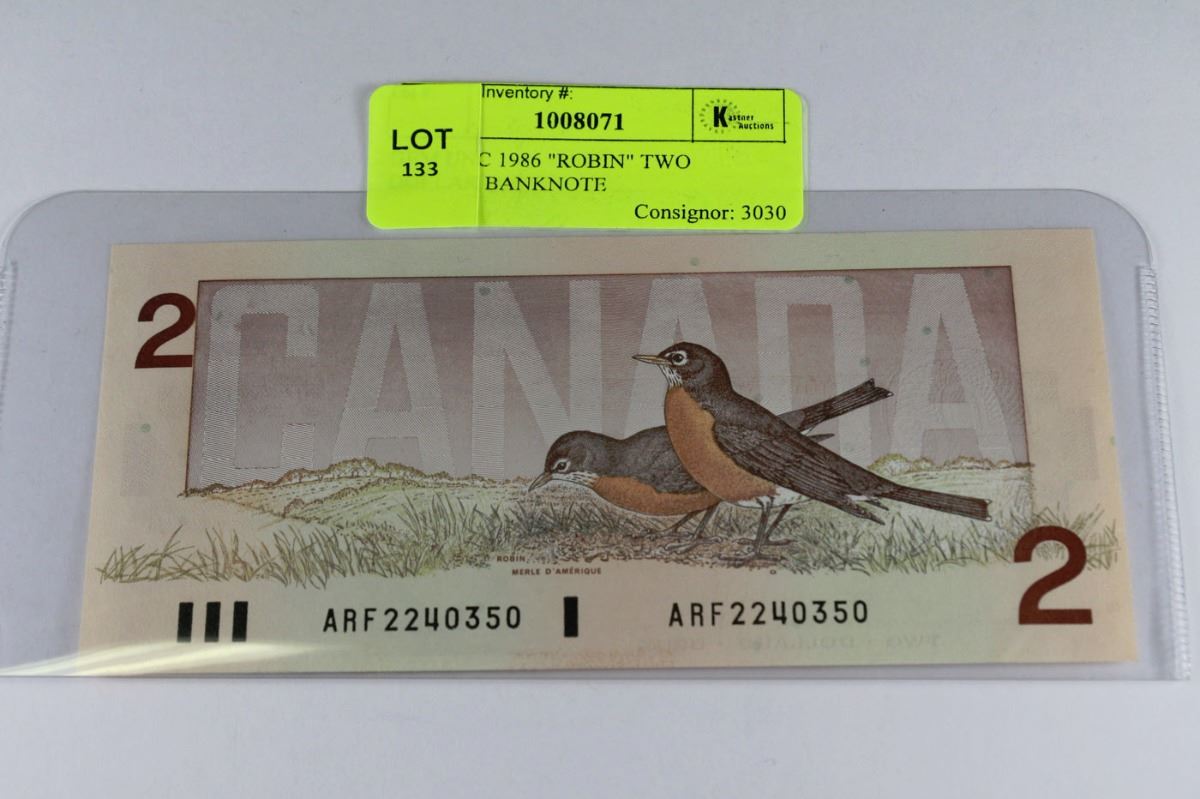 Inventory #:
1008071
Kastner Auctions
LOT
133
C 1986 "ROBIN" TWO
BANKNOTE
Consignor: 3030
CANADA
2
ROBIN
MERLE D'AMÉRIQUE
2
ARF2240350 ARF2240350